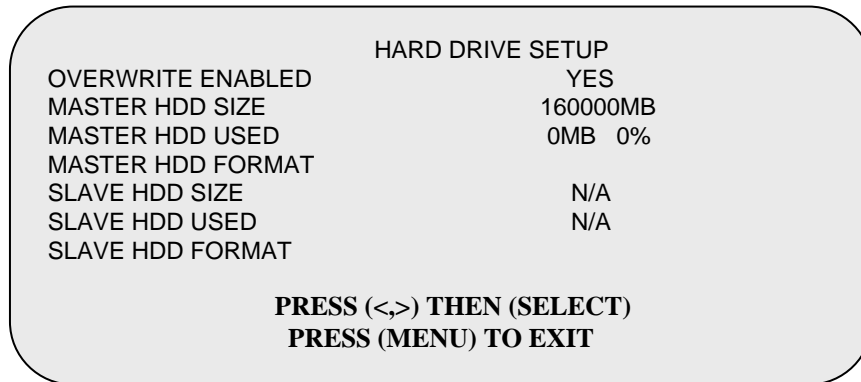 HARD DRIVE SETUP
OVERWRITE ENABLED YES
MASTER HDD SIZE 160000MB
MASTER HDD USED 0MB 0%
MASTER HDD FORMAT
SLAVE HDD SIZE N/A
SLAVE HDD USED N/A
SLAVE HDD FORMAT
PRESS (<,>) THEN (SELECT)
PRESS (MENU) TO EXIT